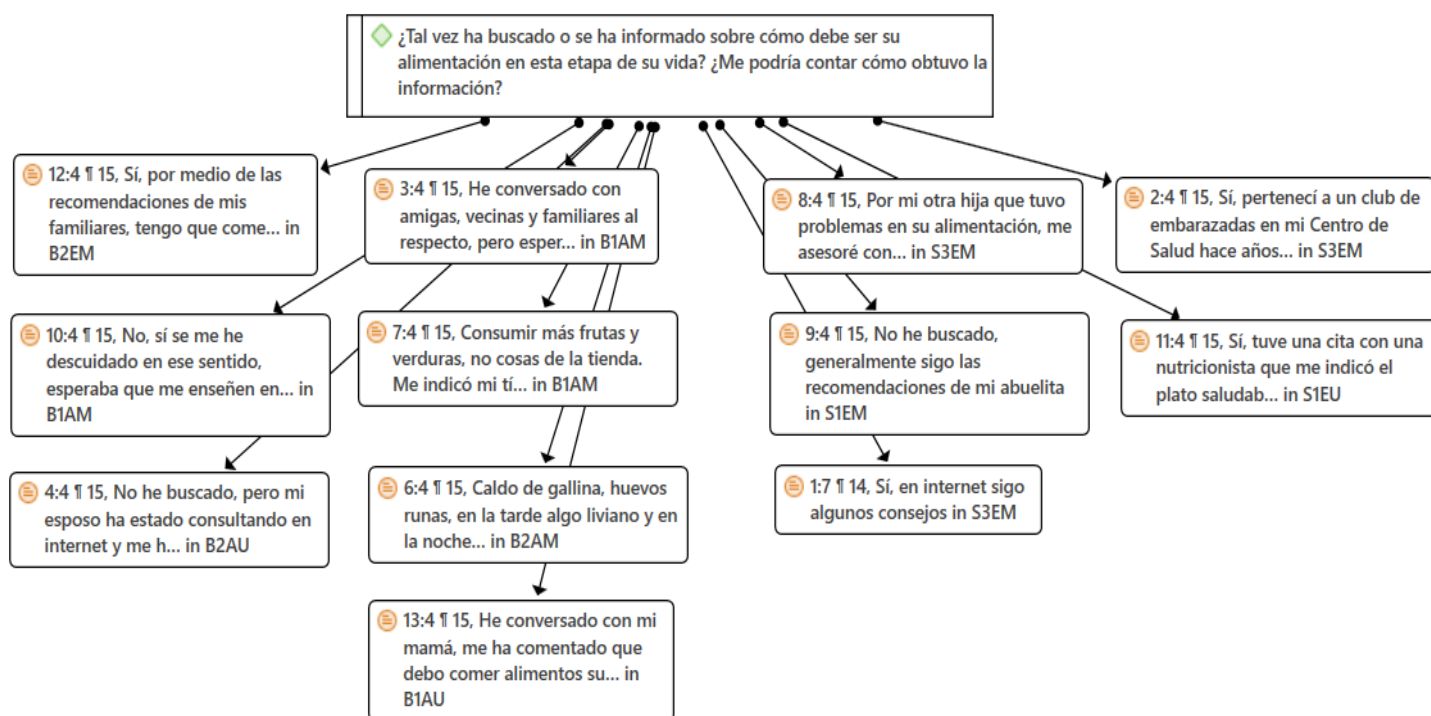 ¿Tal vez ha buscado o se ha informado sobre cómo debe ser su
alimentación en esta etapa de su vida? ¿Me podría contar cómo obtuvo la
información?
12:4 ¶ 15, Sí, por medio de las
recomendaciones de mis
familiares, tengo que come... in
B2EM
3:4 ¶ 15, He conversado con
amigas, vecinas y familiares al
respecto, pero esper... in B1AM
8:4 ¶ 15, Por mi otra hija que tuvo
problemas en su alimentación, me
asesoré con... in S3EM
2:4 ¶ 15, Sí, pertenecí a un club de
embarazadas en mi Centro de
Salud hace años... in S3EM
10:4 ¶ 15, No, sí se me he
descuidado en ese sentido,
esperaba que me enseñen en... in
B1AM
7:4 ¶ 15, Consumir más frutas y
verduras, no cosas de la tienda.
Me indicó mi tí... in B1AM
9:4 ¶ 15, No he buscado,
generalmente sigo las
recomendaciones de mi abuelita
in S1EM
11:4 ¶ 15, Sí, tuve una cita con una
nutricionista que me indicó el
plato saludab... in S1EU
4:4 ¶ 15, No he buscado, pero mi
esposo ha estado consultando en
internet y me h... in B2AU
6:4 ¶ 15, Caldo de gallina, huevos
runas, en la tarde algo liviano y en
la noche... in B2AM
1:7 ¶ 14, Sí, en internet sigo
algunos consejos in S3EM
13:4 ¶ 15, He conversado con mi
mamá, me ha comentado que
debo comer alimentos su... in
B1AU